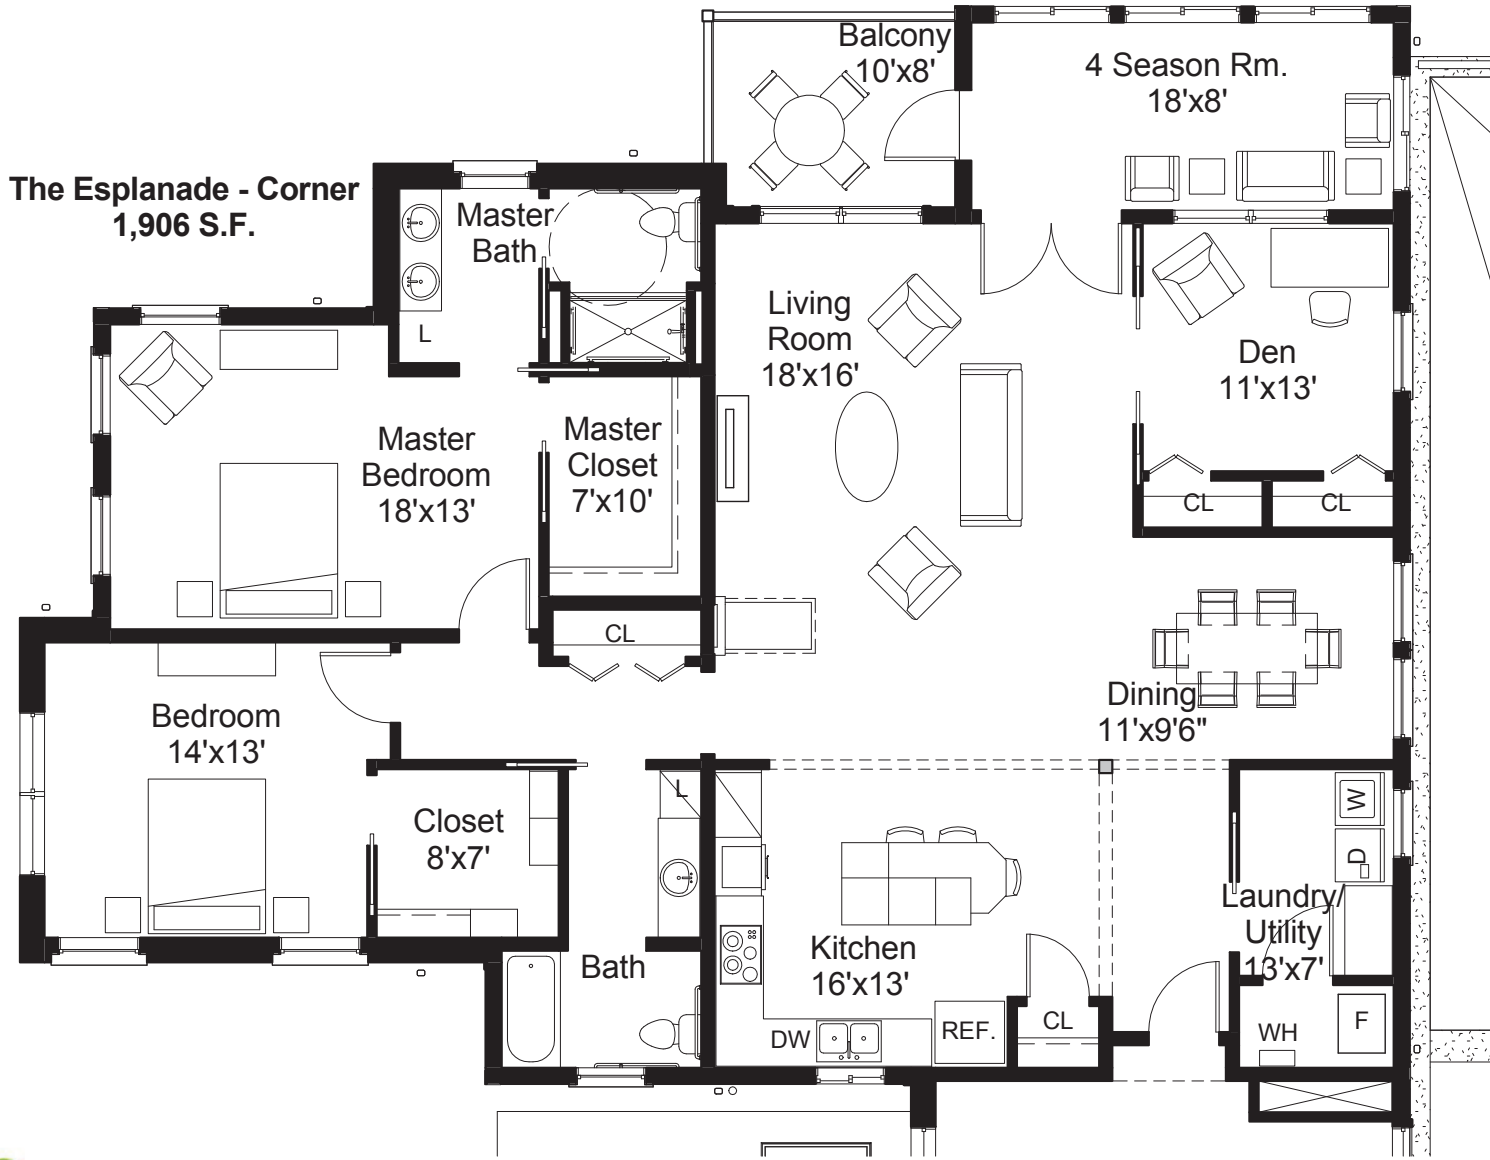 The Esplanade - Corner
1,906 S.F.
Balcony
10'x8'
4 Season Rm.
18'x8'
Master
Bath
L
Living
Room
18'x16'
Den
11'x13'
CL
CL
Master
Bedroom
18'x13'
Master
Closet
7'x10'
CL
Bedroom
14'x13'
Dining
11'x9'6"
Closet
8'x7'
L
W
D
Laundry/
Utility
13'x7'
Kitchen
16'x13'
Bath
DW
REF.
CL
WH
F